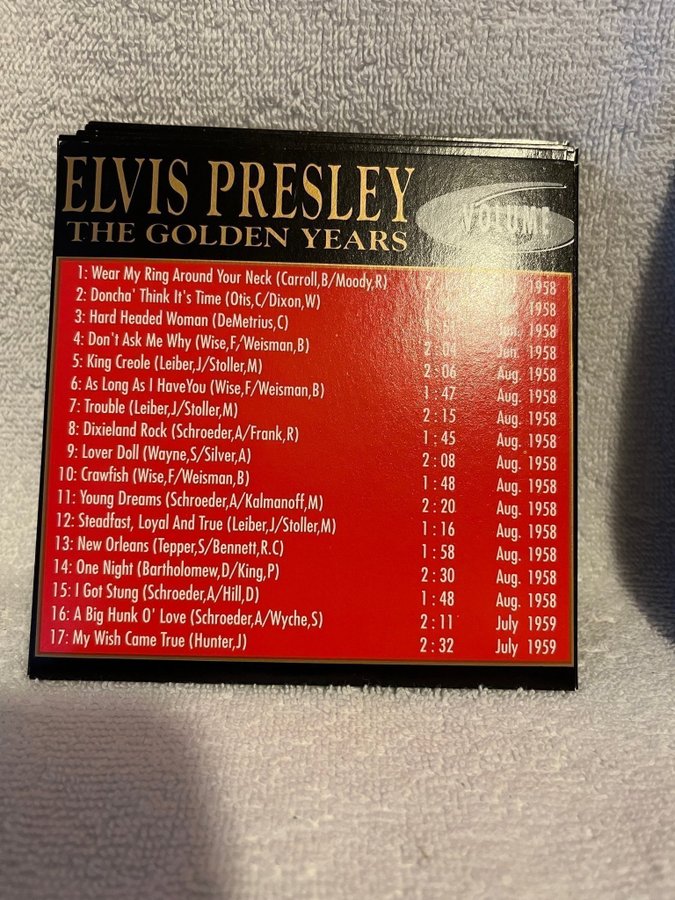 ELVIS PRESLEY
THE GOLDEN YEARS
VOLUME
1: Wear My Ring Around Your Neck (Carroll,B/Moody,R) 1958
2: Doncha' Think It's Time (Otis,C/Dixon,W) 1958
3: Hard Headed Woman (DeMetrius,C) Jun. 1958
4: Don't Ask Me Why (Wise,F/Weisman,B) 2:04 Jun. 1958
5: King Creole (Leiber,J/Stoller,M) 2:06 Aug. 1958
6: As Long As I HaveYou (Wise,F/Weisman,B) 1:47 Aug. 1958
7: Trouble (Leiber,J/Stoller,M) 2:15 Aug. 1958
8: Dixieland Rock (Schroeder,A/Frank,R) 1:45 Aug. 1958
9: Lover Doll (Wayne,S/Silver,A) 2:08 Aug. 1958
10: Crawfish (Wise,F/Weisman,B) 1:48 Aug. 1958
11: Young Dreams (Schroeder,A/Kalmanoff,M) 2:20 Aug. 1958
12: Steadfast, Loyal And True (Leiber,J/Stoller,M) 1:16 Aug. 1958
13: New Orleans (Tepper,S/Bennett,R.C) 1:58 Aug. 1958
14: One Night (Bartholomew,D/King,P) 2:30 Aug. 1958
15: I Got Stung (Schroeder,A/Hill,D) 1:48 Aug. 1958
16: A Big Hunk O' Love (Schroeder,A/Wyche,S) 2:11 July 1959
17: My Wish Came True (Hunter,J) 2:32 July 1959